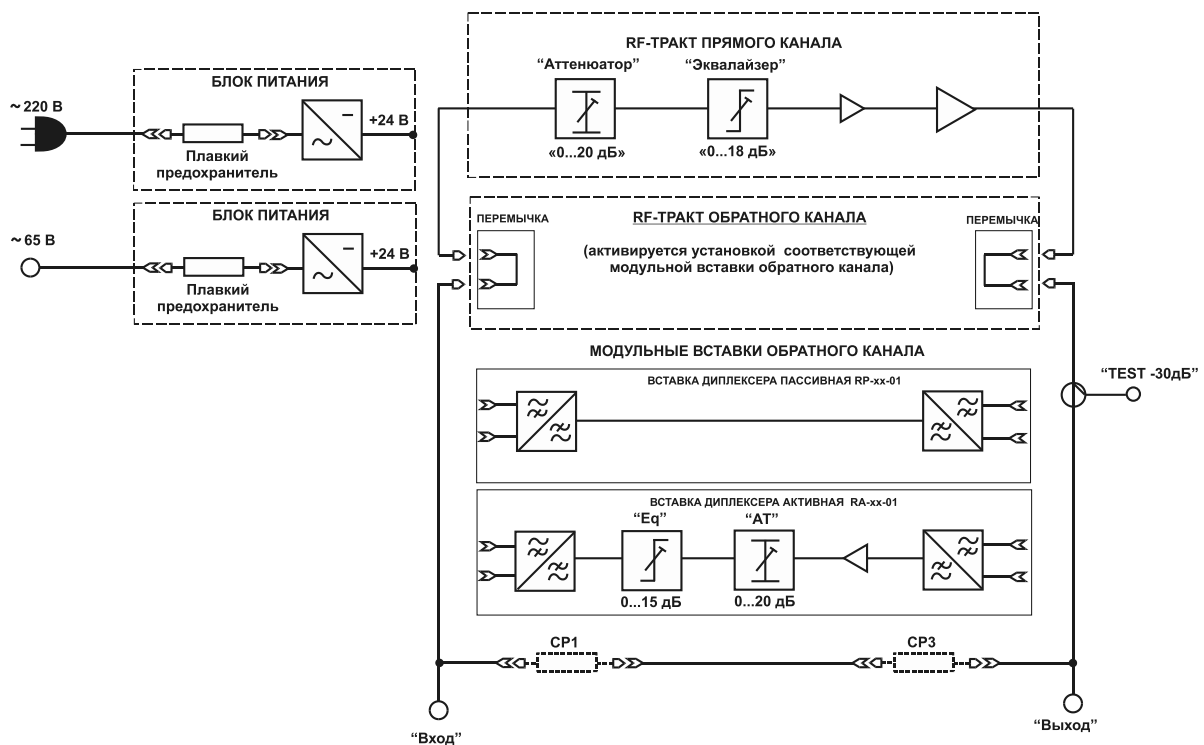 RF-ТРАКТ ПРЯМОГО КАНАЛА
“Аттенюатор”
“Эквалайзер”
«0...20 дБ»
«0...18 дБ»
БЛОК ПИТАНИЯ
~220 В
+24 В
Плавкий
предохранитель
БЛОК ПИТАНИЯ
~65 В
+24 В
Плавкий
предохранитель
ПЕРЕМЫЧКА
RF-ТРАКТ ОБРАТНОГО КАНАЛА
ПЕРЕМЫЧКА
(активируется установкой соответствующей
модульной вставки обратного канала)
МОДУЛЬНЫЕ ВСТАВКИ ОБРАТНОГО КАНАЛА
ВСТАВКА ДИПЛЕКСЕРА ПАССИВНАЯ RP-xx-01
“TEST -30дБ”
ВСТАВКА ДИПЛЕКСЕРА АКТИВНАЯ RA-xx-01
“Eq”
“AT”
0...15 дБ
0...20 дБ
СР1
СР3
“Вход”
“Выход”